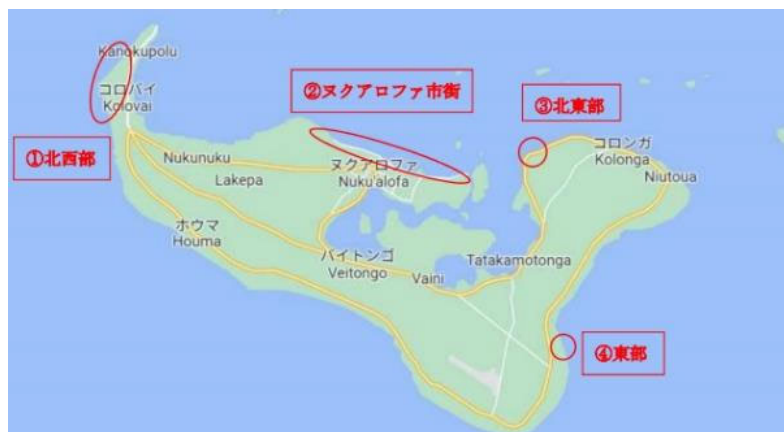 Kanokupolu
コロバイ
Kolovai
②ヌクアロファ市街
③北東部
①北西部
Nukunuku
Lakepa
ヌクアロファ
Nuku'alofa
コロンガ
Kolonga
Niutoua
ホウマ
Houma
バイトンゴ
Veitongo
Vaini
Tatakamotonga
④東部